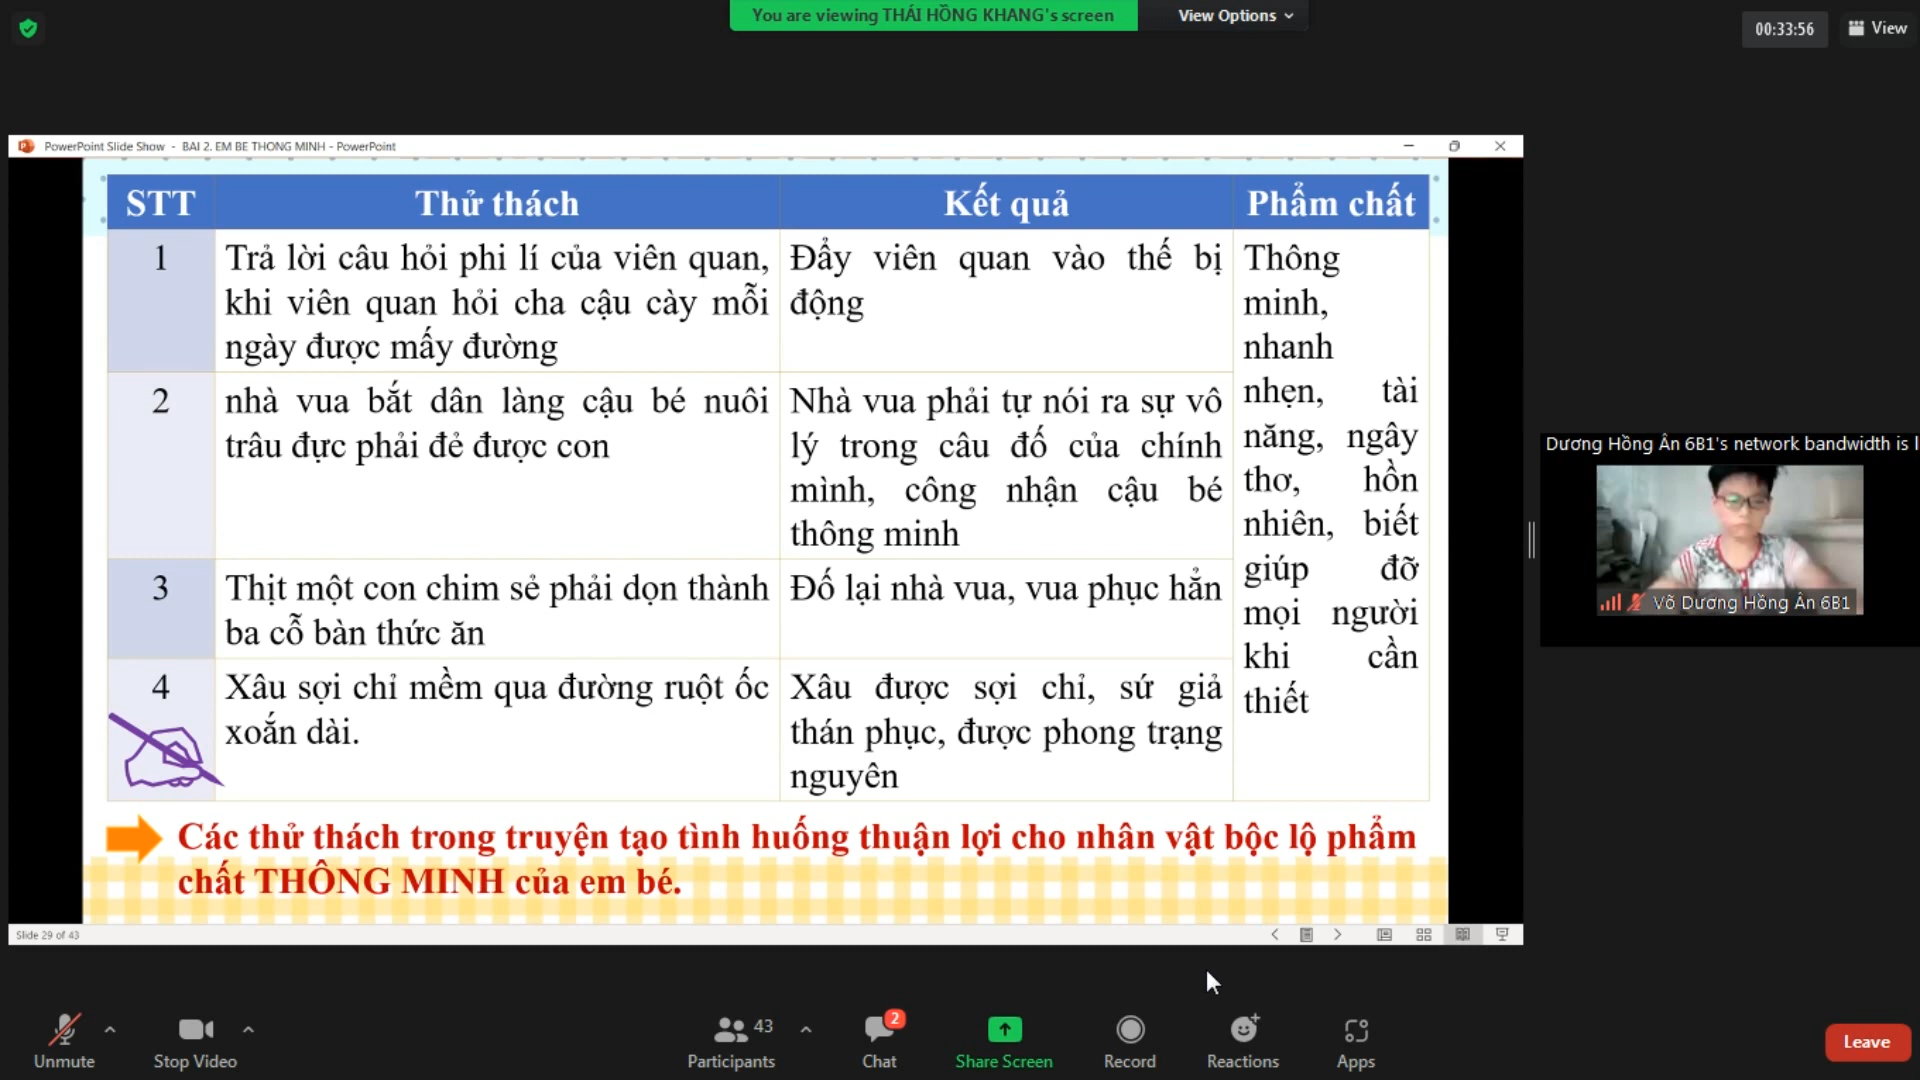 You are viewing THÁI HỒNG KHANG's screen
View Options
00:33:56
View
PowerPoint Slide Show - BAI 2. EM BE THONG MINH - PowerPoint
STT
Thử thách
Kết quả
Phẩm chất
1
Trả lời câu hỏi phi lí của viên quan,
khi viên quan hỏi cha cậu cày mỗi
ngày được mấy đường
Đẩy viên quan vào thế bị
động
2
nhà vua bắt dân làng cậu bé nuôi
trâu đực phải đẻ được con
Nhà vua phải tự nói ra sự vô
lý trong câu đố của chính
mình, công nhận cậu bé
thông minh
3
Thịt một con chim sẻ phải dọn thành
ba cỗ bàn thức ăn
Đố lại nhà vua, vua phục hẳn
4
Xâu sợi chỉ mềm qua đường ruột ốc
xoắn dài.
Xâu được sợi chỉ, sứ giả
thán phục, được phong trạng
nguyên
Thông
minh,
nhanh
nhẹn, tài
năng, ngây
thơ, hồn
nhiên, biết
giúp đỡ
mọi người
khi cần
thiết
Các thử thách trong truyện tạo tình huống thuận lợi cho nhân vật bộc lộ phẩm
chất THÔNG MINH của em bé.
Slide 29 of 43
Dương Hồng Ân 6B1's network bandwidth is l
Võ Dương Hồng Ân 6B1
Unmute
Stop Video
43
Participants
2
Chat
Share Screen
Record
Reactions
Apps
Leave